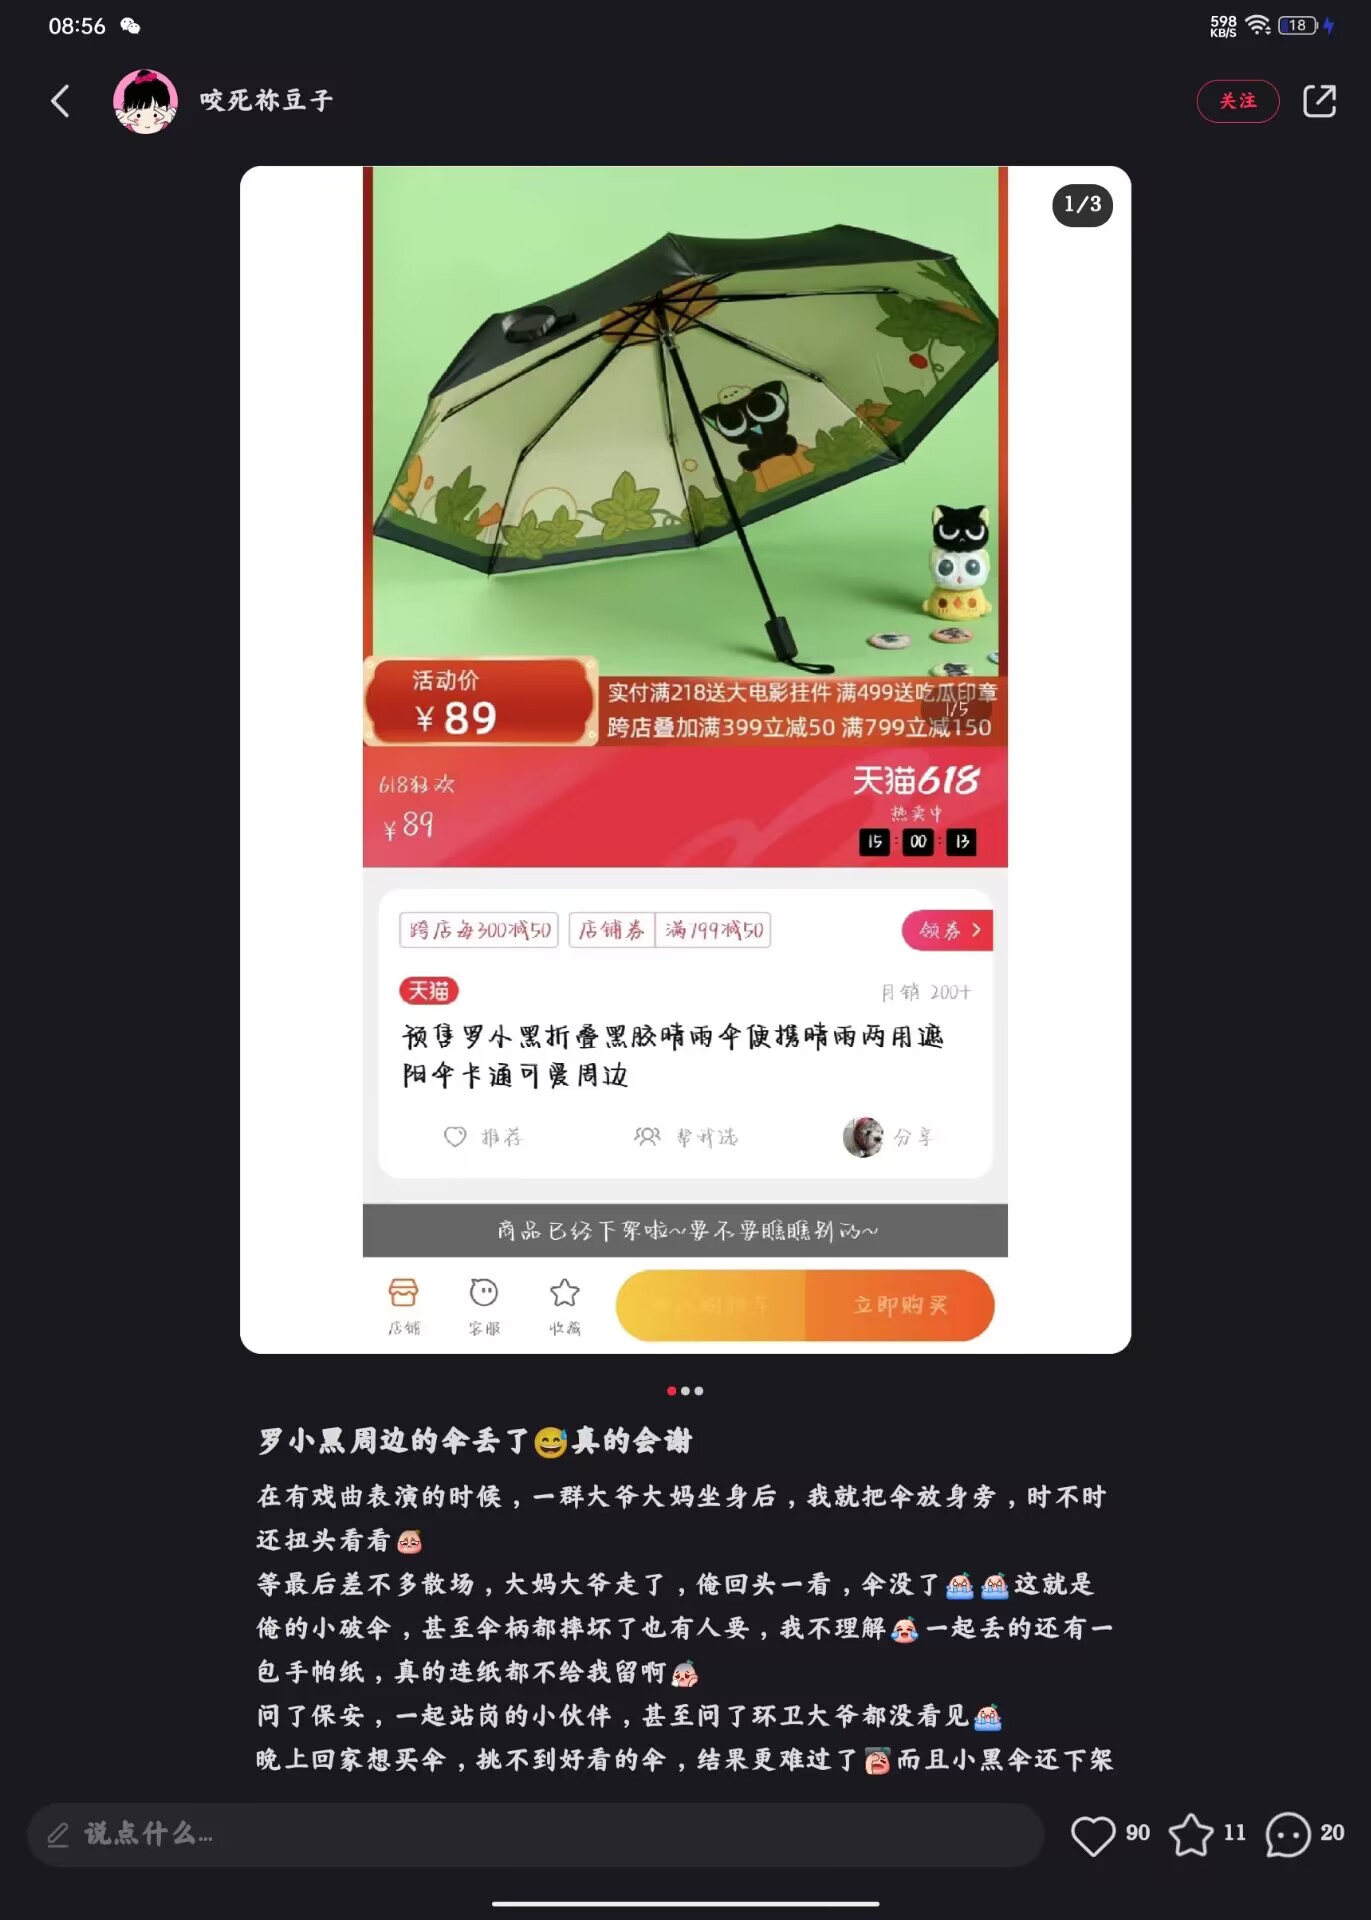 08:56
598
KB/S
18
咬死祢豆子
关注
1/3
活动价
¥89
实付满218送大电影挂件 满499送吃瓜印章
1/5
跨店叠加满399立减50 满799立减150
618狂欢
¥89
天猫618
热卖中
15:00:13
跨店每300减50 店铺券 满199减50
领券
天猫
月销 200+
预售罗小黑折叠黑胶晴雨伞便携晴雨两用遮
阳伞卡通可爱周边
推荐 帮我选 分享
商品已经下架啦~要不要瞧瞧别的~
店铺 客服 收藏
立即购买
罗小黑周边的伞丢了😅真的会谢
在有戏曲表演的时候，一群大爷大妈坐身后，我就把伞放身旁，时不时
还扭头看看
等最后差不多散场，大妈大爷走了，俺回头一看，伞没了这就是
俺的小破伞，甚至伞柄都摔坏了也有人要，我不理解一起丢的还有一
包手帕纸，真的连纸都不给我留啊
问了保安，一起站岗的小伙伴，甚至问了环卫大爷都没看见
晚上回家想买伞，挑不到好看的伞，结果更难过了而且小黑伞还下架
说点什么...
90 11 20